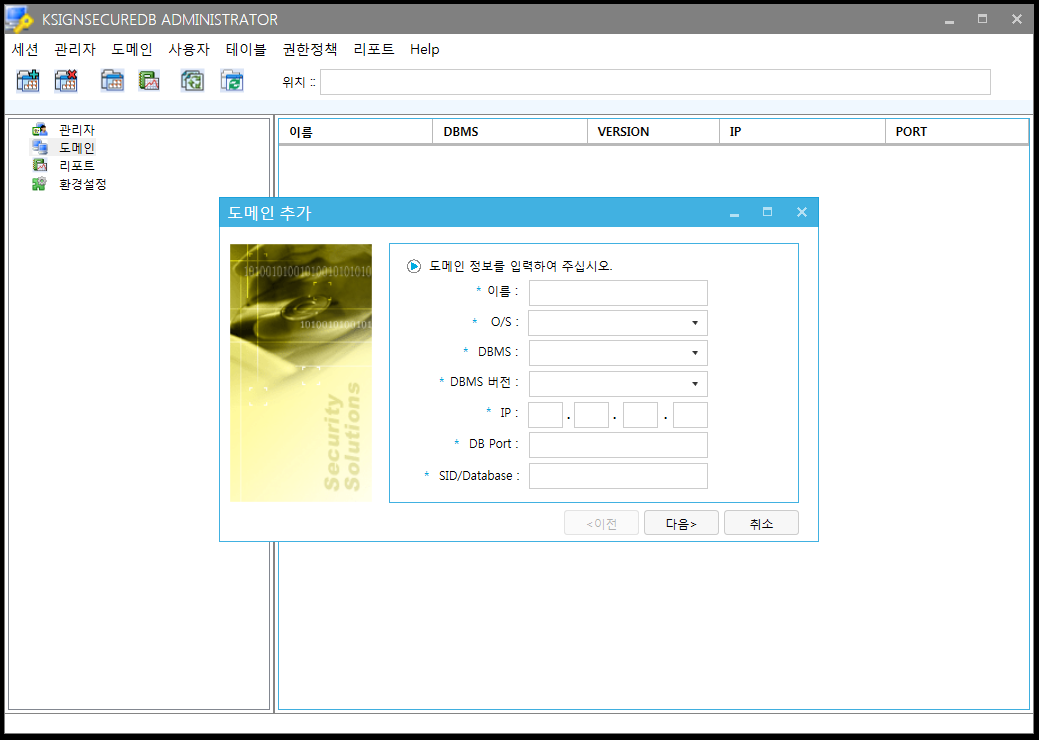 KSIGNSECUREDB ADMINISTRATOR
세션 관리자 도메인 사용자 테이블 권한정책 리포트 Help
위치 ::
관리자
도메인
리포트
환경설정
이름 DBMS VERSION IP PORT
도메인 추가
101001010010100101010101
1010010100101
Security
Solutions
도메인 정보를 입력하여 주십시오.
* 이름 :
* O/S :
* DBMS :
* DBMS 버전 :
* IP : . . .
* DB Port :
* SID/Database :
<이전 다음> 취소